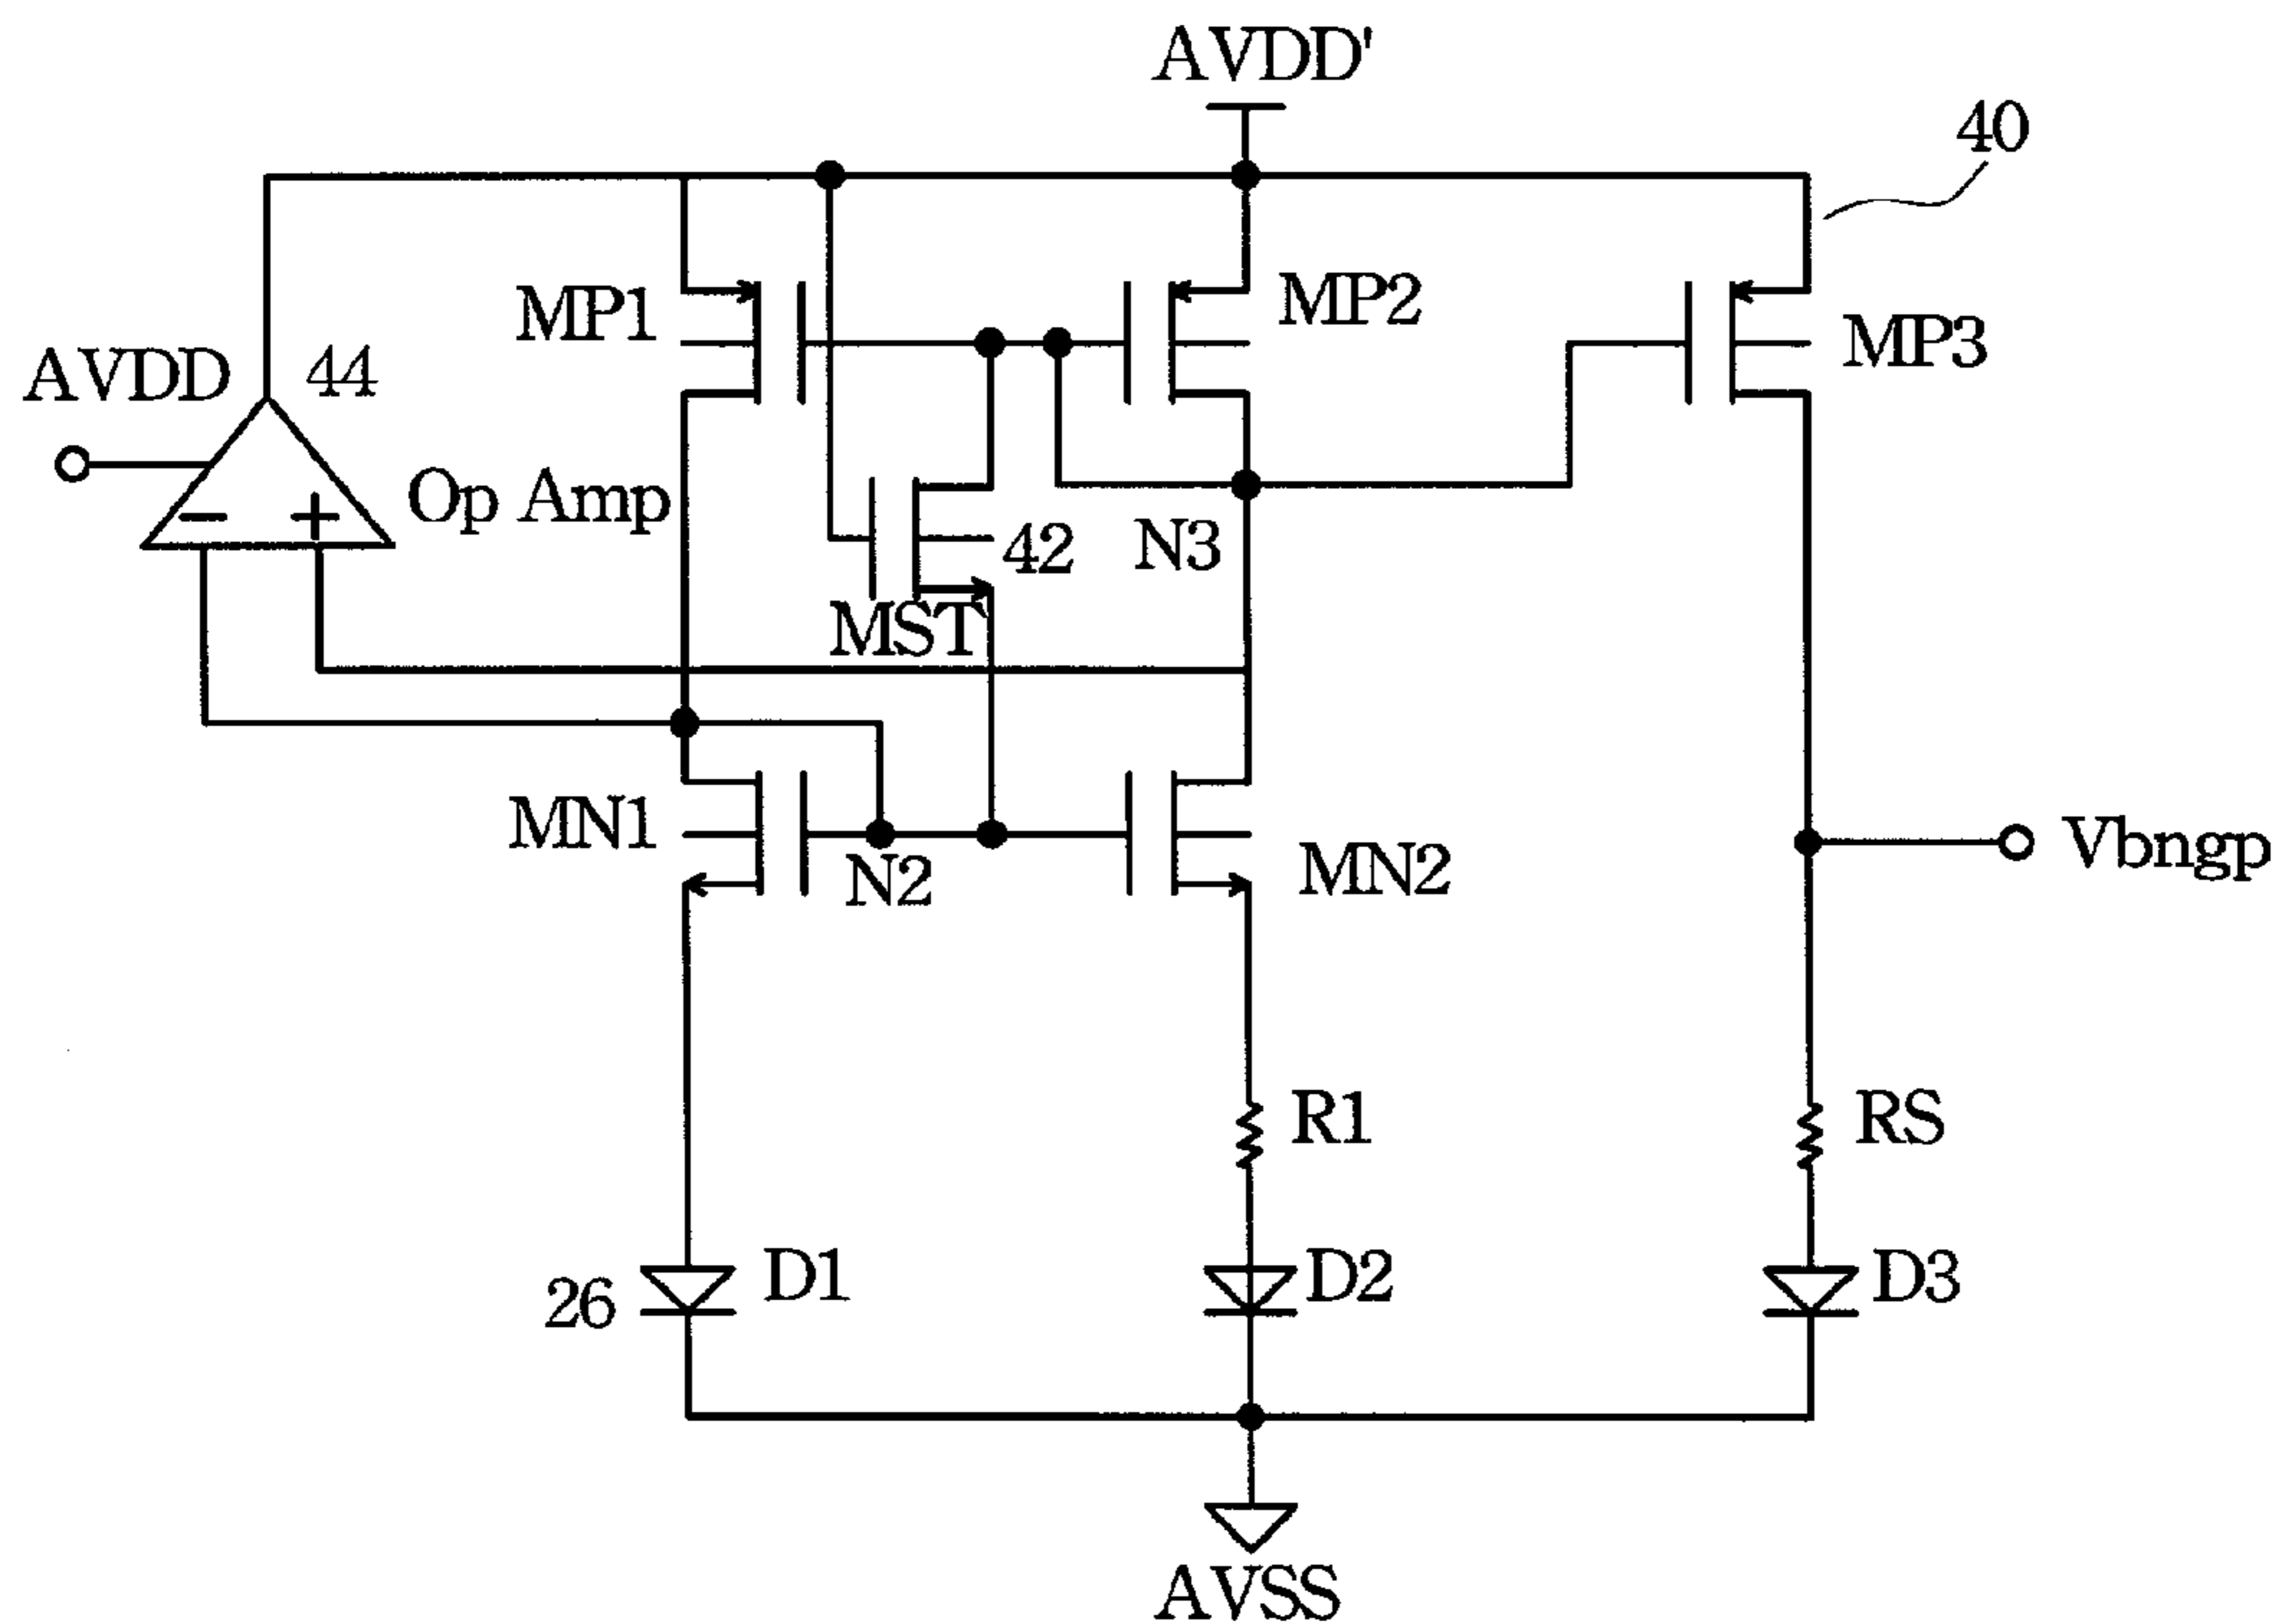 AVDD'
40
MP1
MP2
MP3
AVDD
44
Op Amp
− +
42
N3
MST
MN1
N2
MN2
Vbngp
R1
RS
26
D1
D2
D3
AVSS